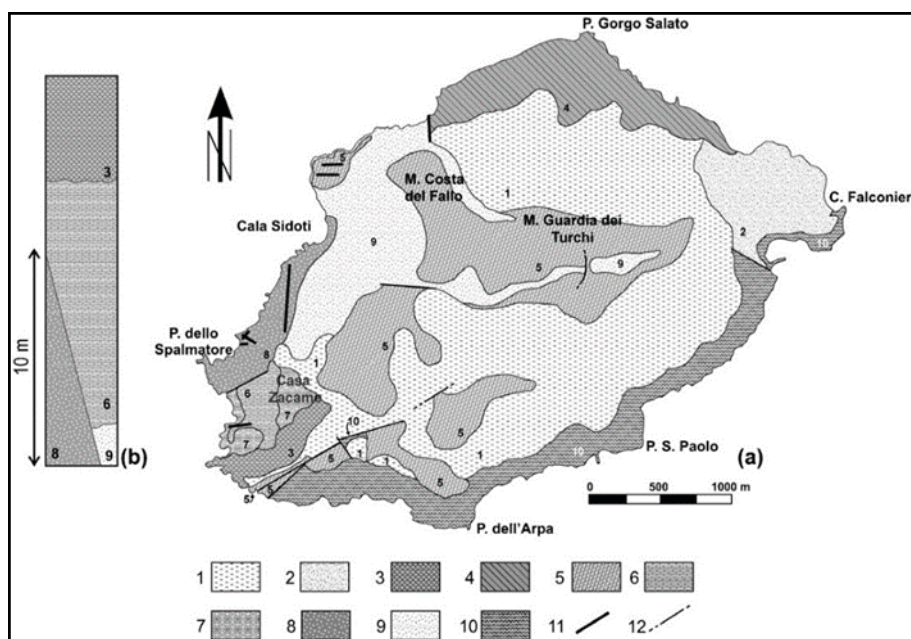 P. Gorgo Salato
3
4
N
5
M. Costa
del Fallo
1
C. Falconier
M. Guardia dei
Turchi
Cala Sidoti
9
2
10
5
9
10 m
P. dello
Spalmatore
8
1
5
6
Casa
Zacame
7
6
10
5
7
3
5
1
1
1
10
P. S. Paolo
(a)
8
9
(b)
5
5
0 500 1000 m
P. dell'Arpa
1 2 3 4 5 6
7 8 9 10 11 12